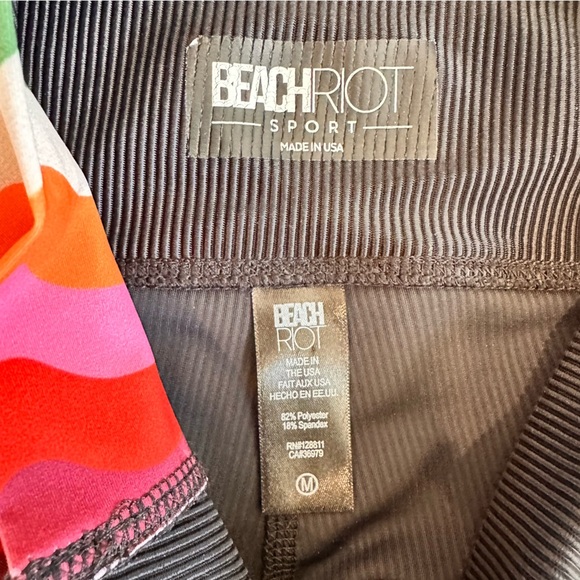 BEACHRIOT
SPORT
MADE IN USA
BEACH
RIOT
MADE IN
THE USA
FAIT AUX USA
HECHO EN EE.UU.
82% Polyester
18% Spandex
RN#128811
CA#36979
M